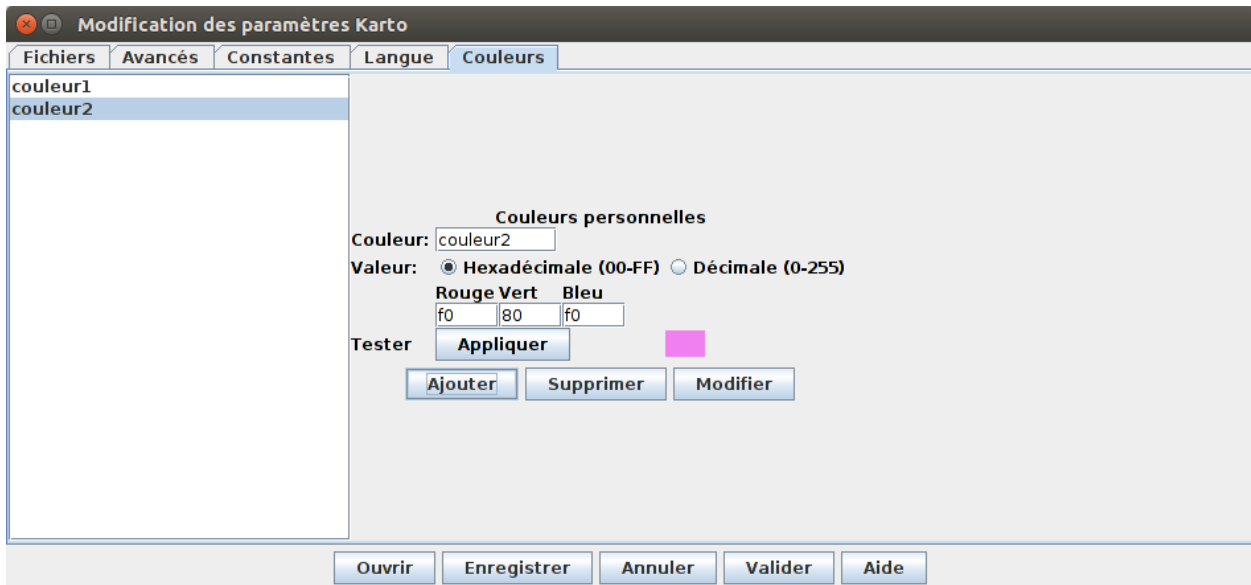 Modification des paramètres Karto
Fichiers Avancés Constantes Langue Couleurs
couleur1
couleur2
Couleurs personnelles
Couleur: couleur2
Valeur: Hexadécimale (00-FF) Décimale (0-255)
Rouge Vert Bleu
f0 80 f0
Tester Appliquer
Ajouter Supprimer Modifier
Ouvrir Enregistrer Annuler Valider Aide